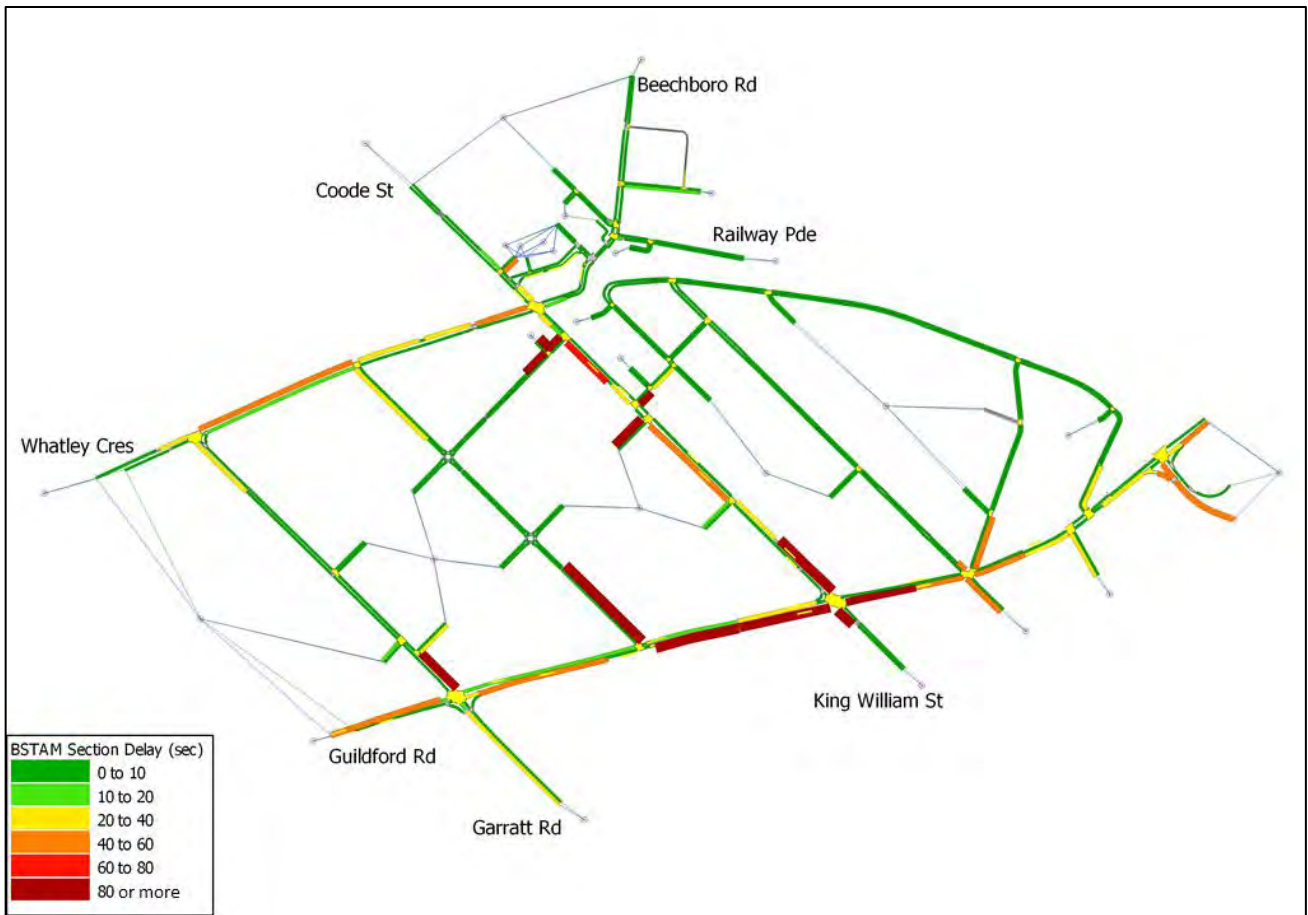 Beechboro Rd
Coode St
Railway Pde
Whatley Cres
King William St
Guildford Rd
Garratt Rd
BSTAM Section Delay (sec)
0 to 10
10 to 20
20 to 40
40 to 60
60 to 80
80 or more